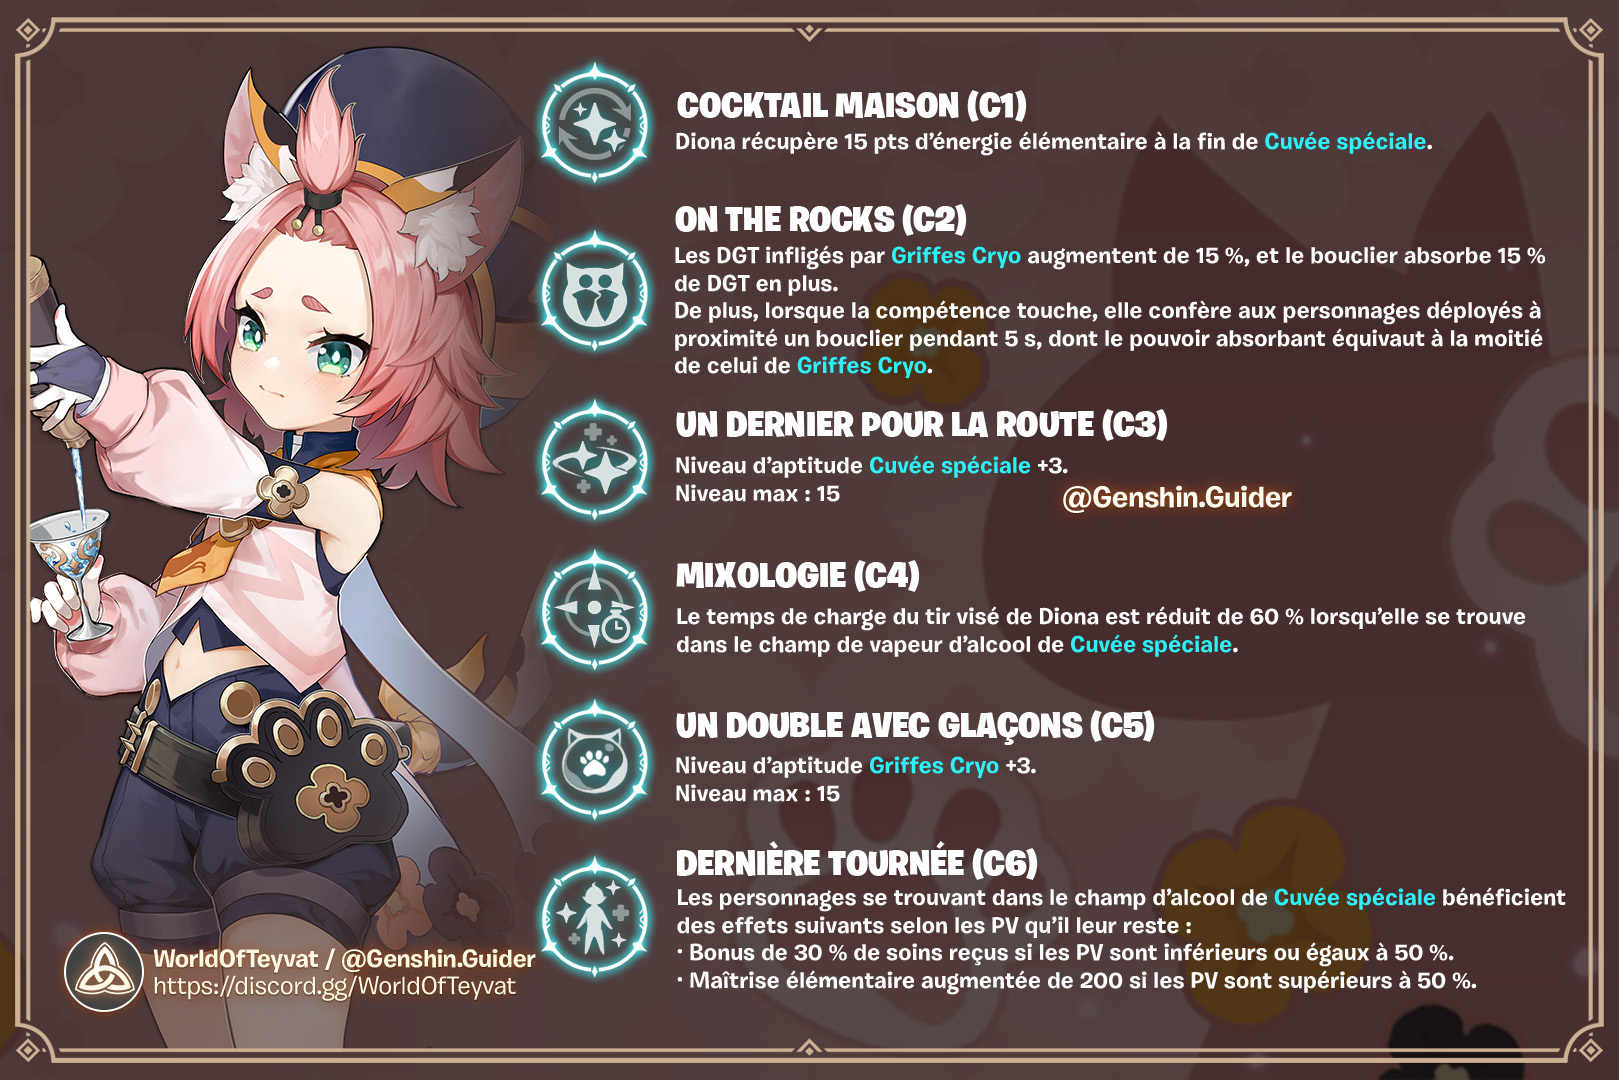 COCKTAIL MAISON (C1)
Diona récupère 15 pts d’énergie élémentaire à la fin de Cuvée spéciale.
ON THE ROCKS (C2)
Les DGT infligés par Griffes Cryo augmentent de 15 %, et le bouclier absorbe 15 %
de DGT en plus.
De plus, lorsque la compétence touche, elle confère aux personnages déployés à
proximité un bouclier pendant 5 s, dont le pouvoir absorbant équivaut à la moitié
de celui de Griffes Cryo.
UN DERNIER POUR LA ROUTE (C3)
Niveau d’aptitude Cuvée spéciale +3.
Niveau max : 15
@Genshin.Guider
MIXOLOGIE (C4)
Le temps de charge du tir visé de Diona est réduit de 60 % lorsqu’elle se trouve
dans le champ de vapeur d’alcool de Cuvée spéciale.
UN DOUBLE AVEC GLAÇONS (C5)
Niveau d’aptitude Griffes Cryo +3.
Niveau max : 15
DERNIÈRE TOURNÉE (C6)
Les personnages se trouvant dans le champ d’alcool de Cuvée spéciale bénéficient
des effets suivants selon les PV qu’il leur reste :
· Bonus de 30 % de soins reçus si les PV sont inférieurs ou égaux à 50 %.
· Maîtrise élémentaire augmentée de 200 si les PV sont supérieurs à 50 %.
WorldOfTeyvat / @Genshin.Guider
https://discord.gg/WorldOfTeyvat